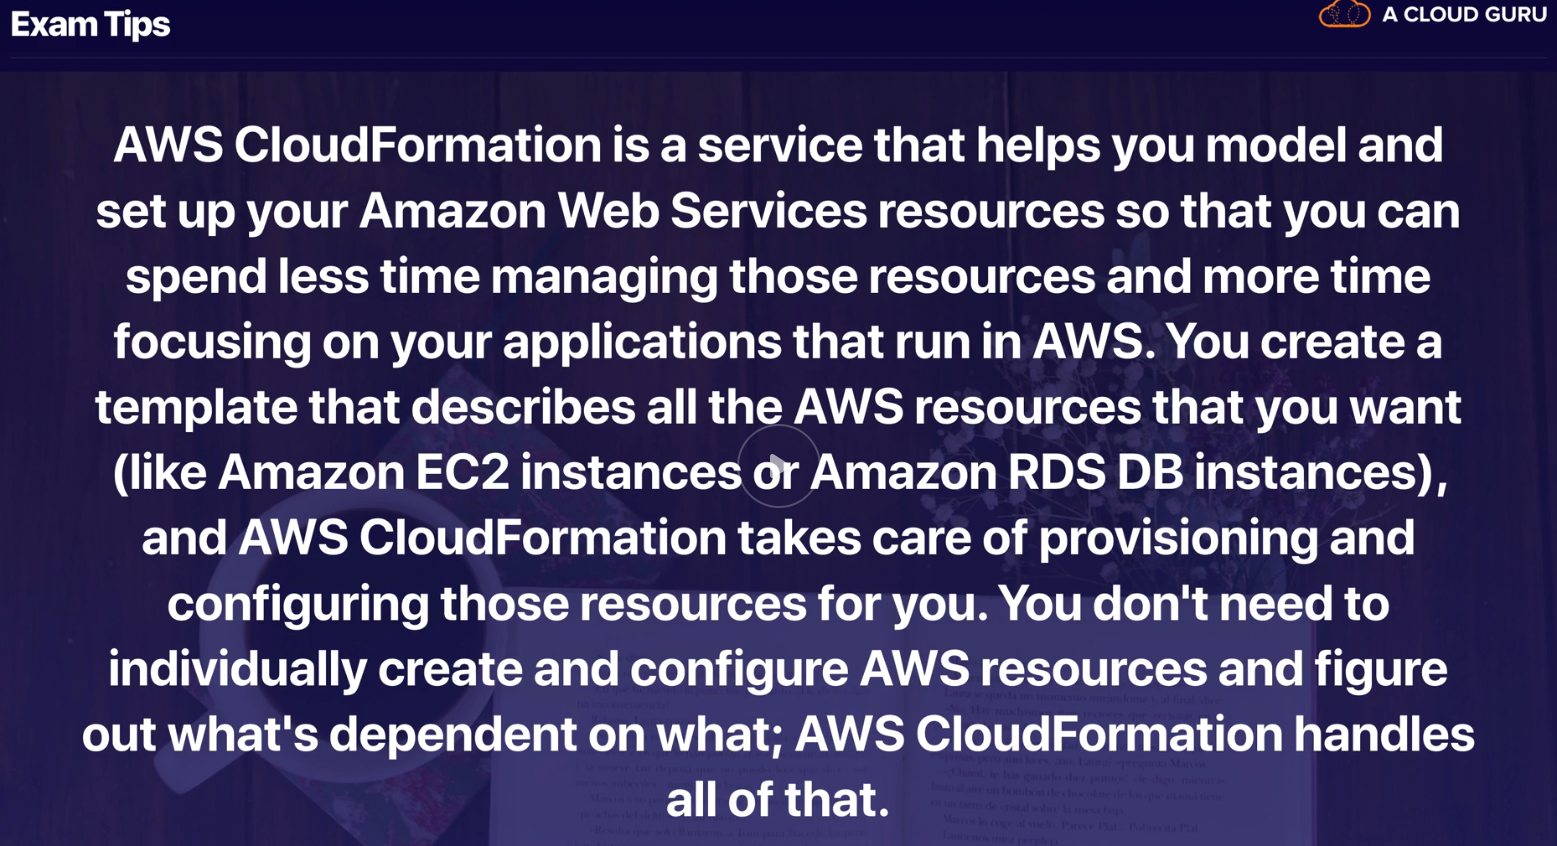 Exam Tips
A CLOUD GURU
AWS CloudFormation is a service that helps you model and
set up your Amazon Web Services resources so that you can
spend less time managing those resources and more time
focusing on your applications that run in AWS. You create a
template that describes all the AWS resources that you want
(like Amazon EC2 instances or Amazon RDS DB instances),
and AWS CloudFormation takes care of provisioning and
configuring those resources for you. You don't need to
individually create and configure AWS resources and figure
out what's dependent on what; AWS CloudFormation handles
all of that.